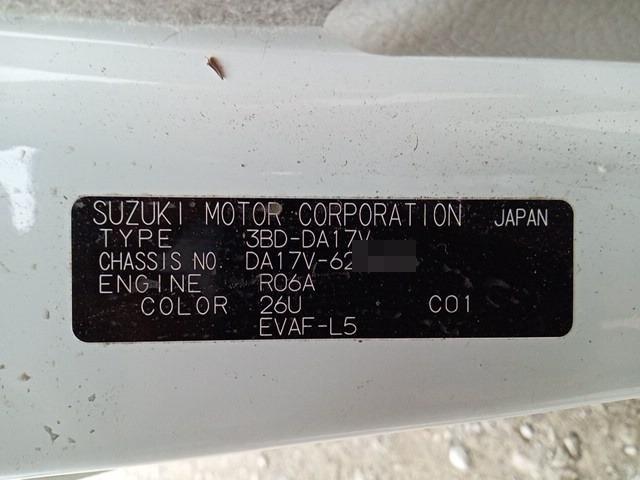 SUZUKI MOTOR CORPORATION JAPAN
TYPE 3BD-DA17V
CHASSIS NO. DA17V-62
ENGINE R06A
COLOR 26U C01
EVAF-L5